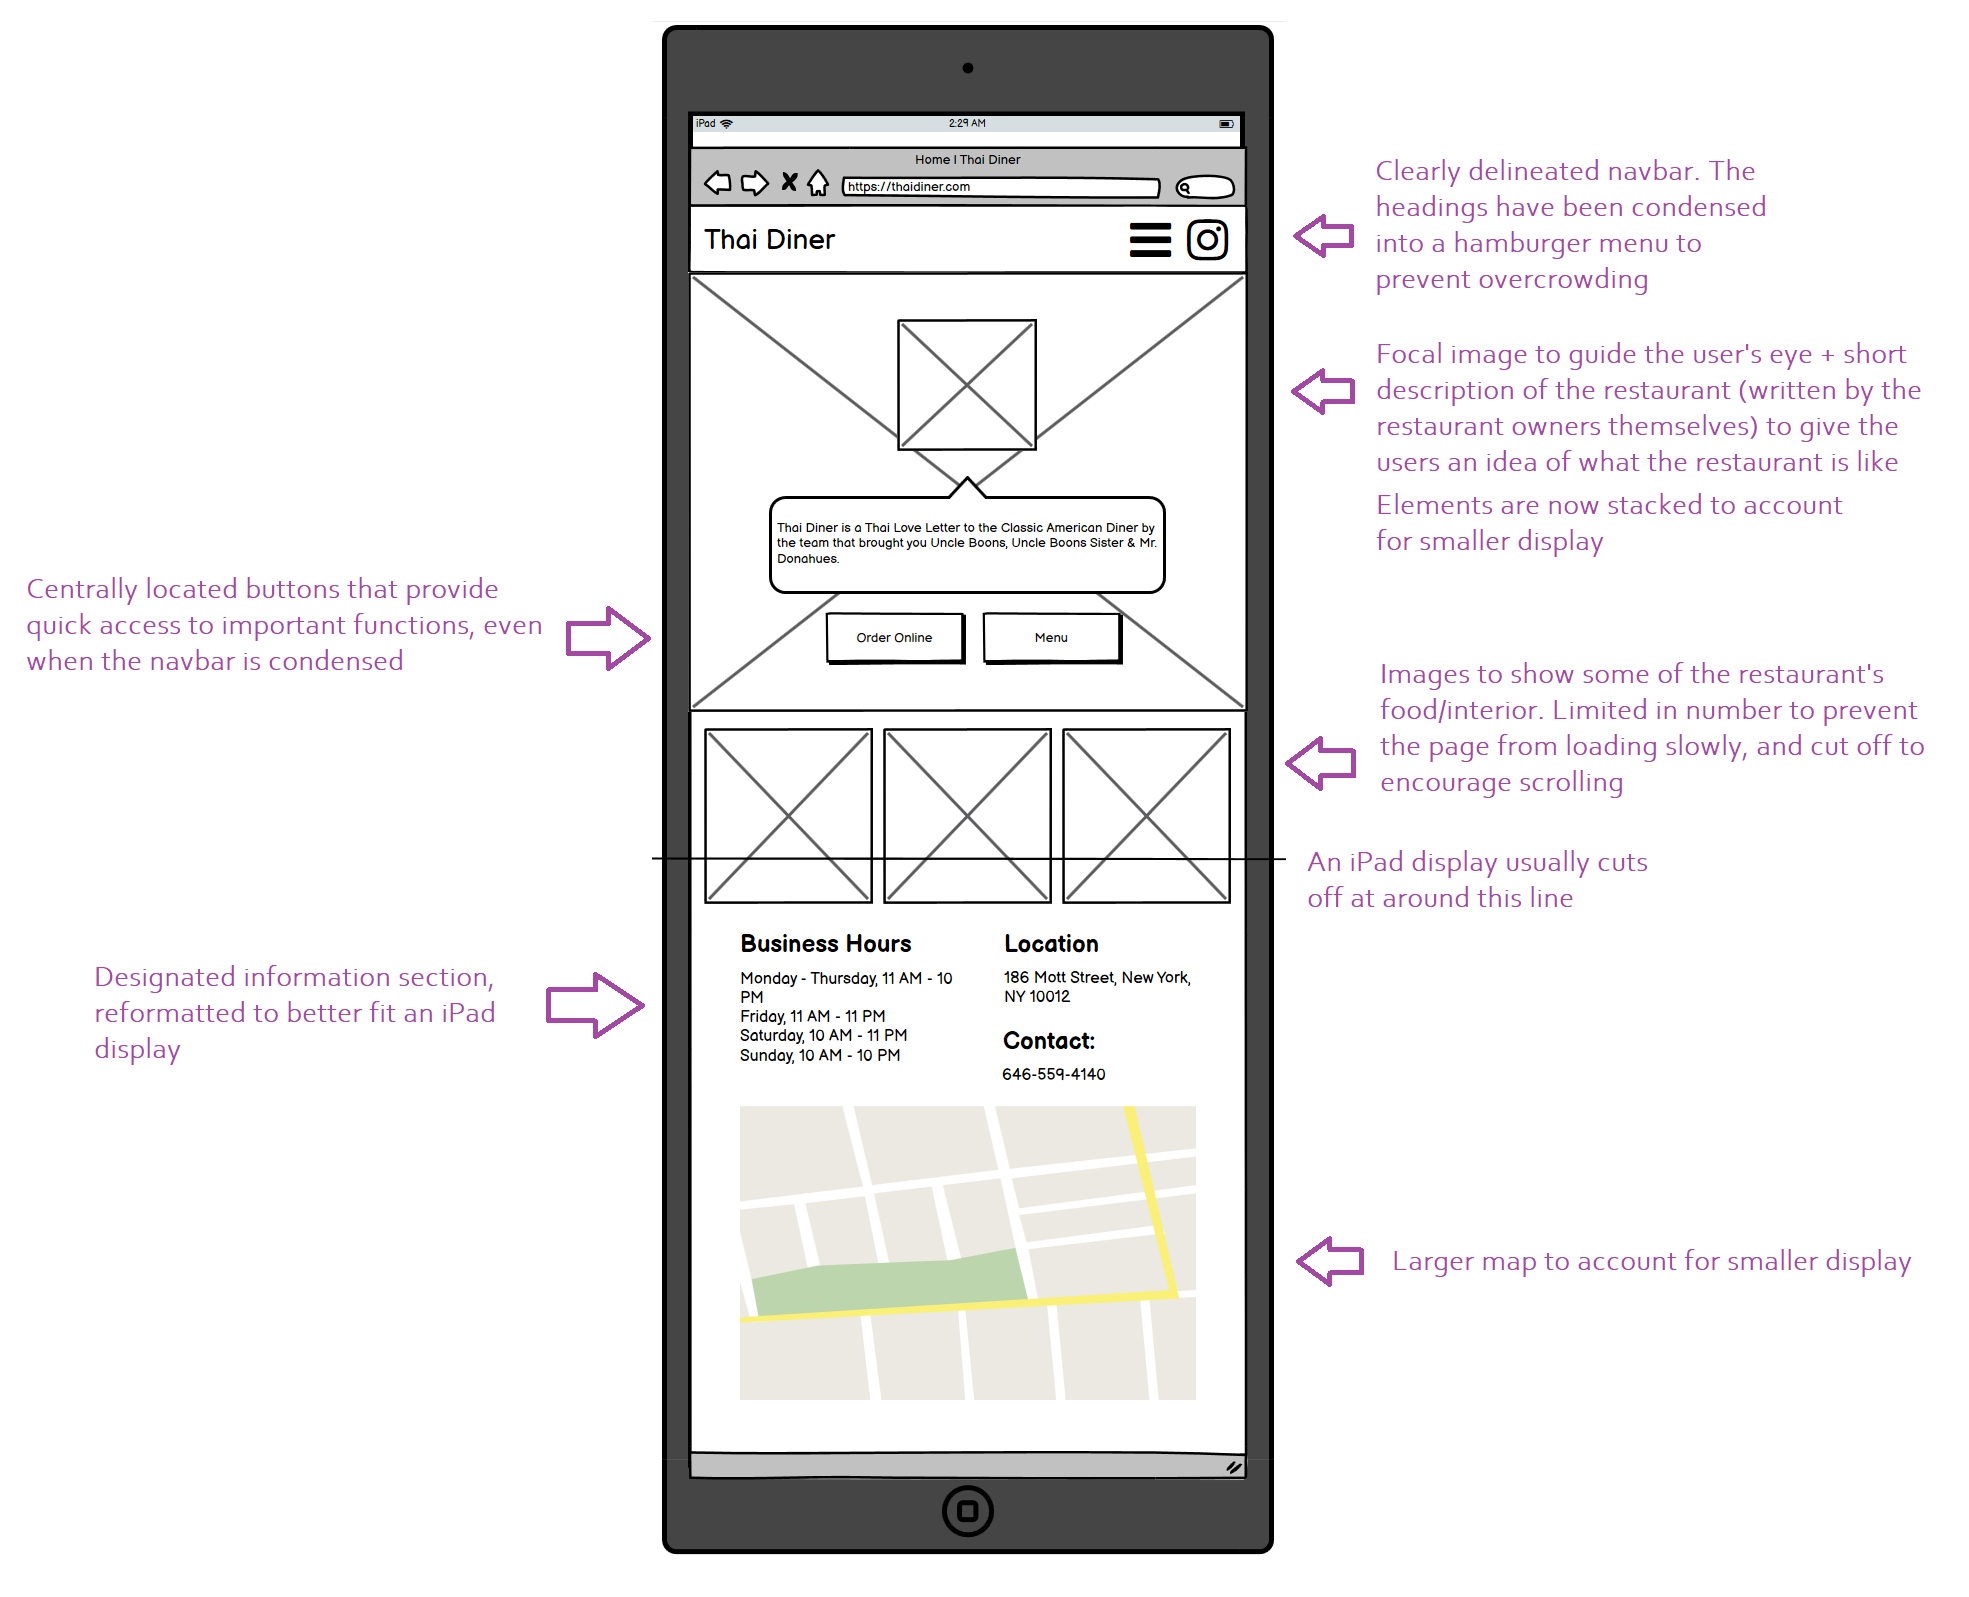 iPad
2:29 AM
Home | Thai Diner
https://thaidiner.com
Thai Diner
Clearly delineated navbar. The
headings have been condensed
into a hamburger menu to
prevent overcrowding
Focal image to guide the user's eye + short
description of the restaurant (written by the
restaurant owners themselves) to give the
users an idea of what the restaurant is like
Elements are now stacked to account
for smaller display
Thai Diner is a Thai Love Letter to the Classic American Diner by
the team that brought you Uncle Boons, Uncle Boons Sister & Mr.
Donahues.
Centrally located buttons that provide
quick access to important functions, even
when the navbar is condensed
Order Online
Menu
Images to show some of the restaurant's
food/interior. Limited in number to prevent
the page from loading slowly, and cut off to
encourage scrolling
An iPad display usually cuts
off at around this line
Designated information section,
reformatted to better fit an iPad
display
Business Hours
Monday - Thursday, 11 AM - 10
PM
Friday, 11 AM - 11 PM
Saturday, 10 AM - 11 PM
Sunday, 10 AM - 10 PM
Location
186 Mott Street, New York,
NY 10012
Contact:
646-559-4140
Larger map to account for smaller display